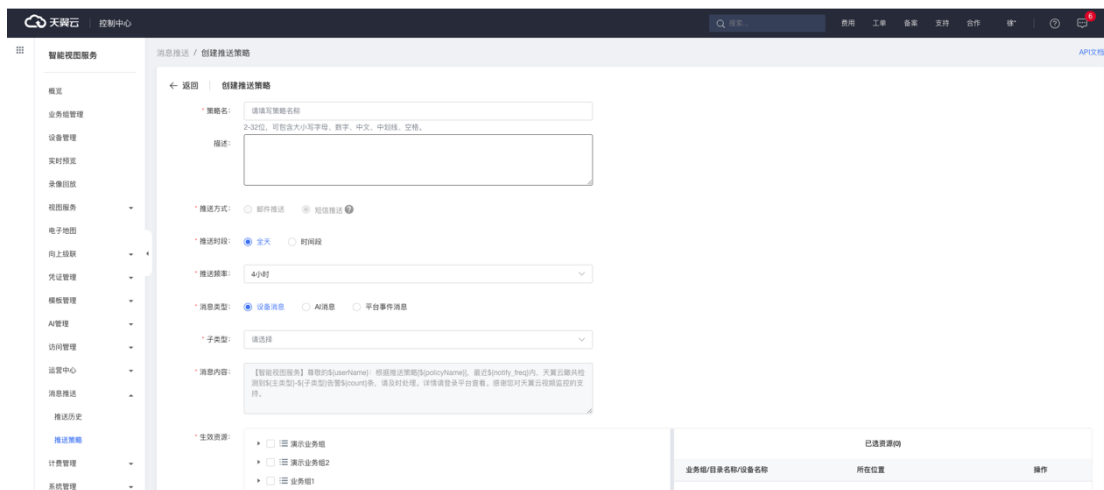 天翼云 控制中心 搜索... 费用 工单 备案 支持 合作 徐* 6
智能视图服务 消息推送 / 创建推送策略 API文档
概览
业务组管理
设备管理
实时预览
录像回放
视图服务
电子地图
向上级联
凭证管理
模板管理
AI管理
访问管理
运营中心
消息推送
推送历史
推送策略
计费管理
系统管理
← 返回 创建推送策略
* 策略名: 请填写策略名称
2-32位，可包含大小写字母、数字、中文、中划线、空格。
描述:
* 推送方式: 邮件推送 短信推送
* 推送时段: 全天 时间段
* 推送频率: 4小时
* 消息类型: 设备消息 AI消息 平台事件消息
* 子类型: 请选择
* 消息内容: 【智能视图服务】尊敬的${userName}：根据推送策略[${policyName}]，最近${notify_freq}内，天翼云瞭共检
测到${主类型}-${子类型}告警${count}条，请及时处理，详情请登录平台查看。感谢您对天翼云视频监控的支
持。
* 生效资源: 演示业务组
演示业务组2
业务组1
已选资源(0)
业务组/目录名称/设备名称 所在位置 操作